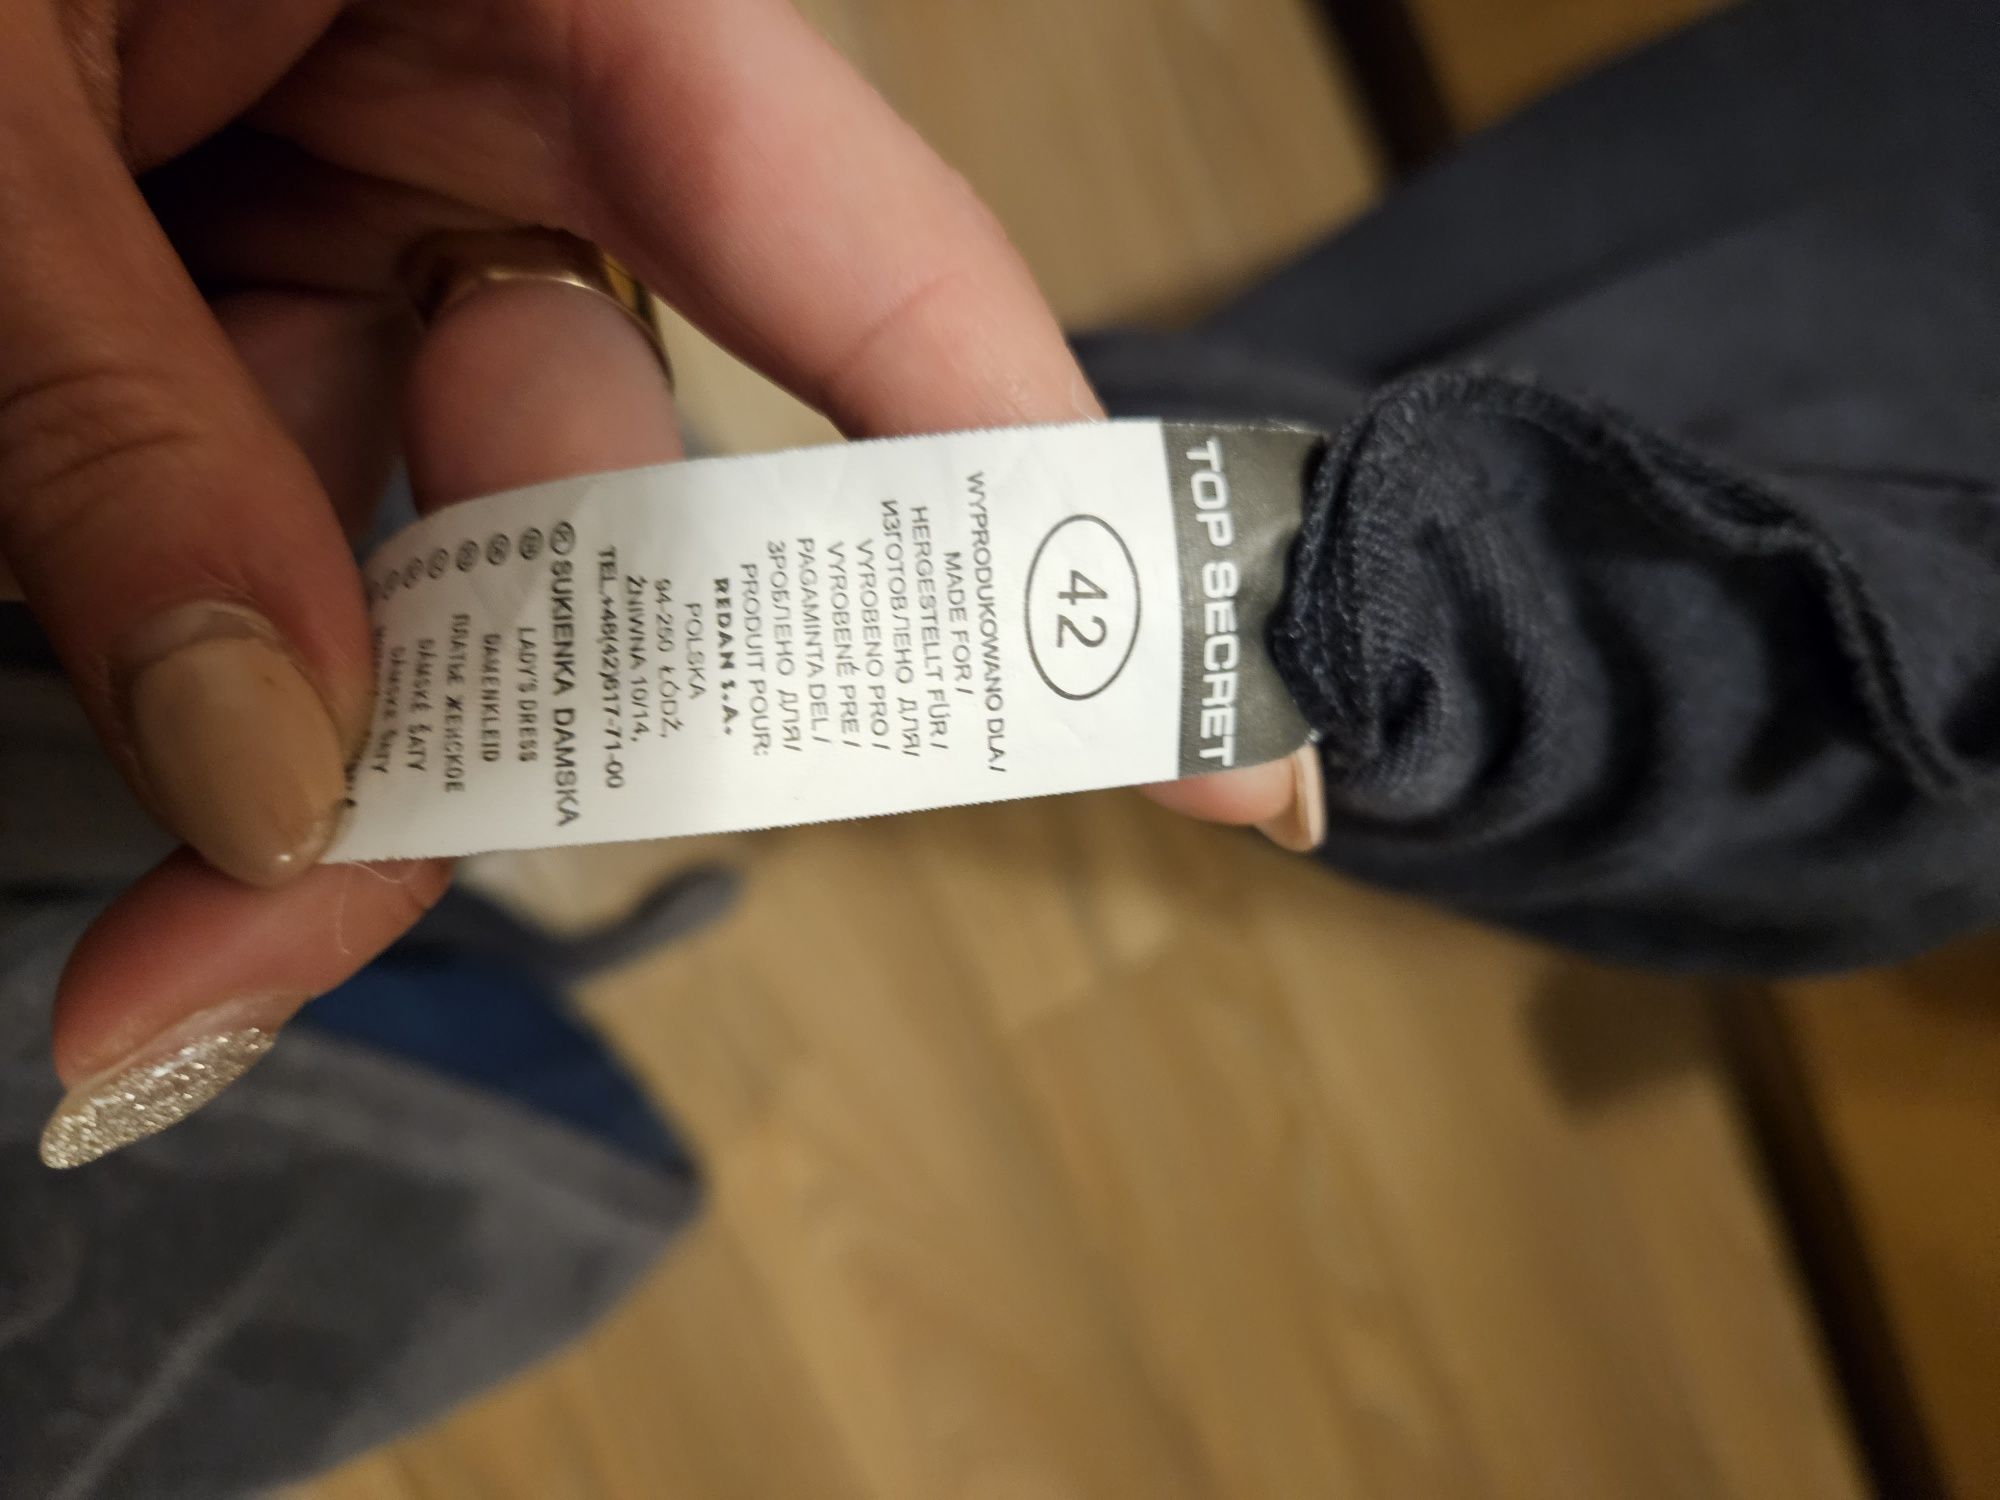 TOP SECRET
42
WYPRODUKOWANO DLA/
MADE FOR/
HERGESTELLT FÜR/
ИЗГОТОВЛЕНО ДЛЯ/
VYROBENO PRO/
VYROBENÉ PRE/
PAGAMINTA DEL/
ЗРОБЛЕНО ДЛЯ/
PRODUIT POUR:
REDAN S.A.
POLSKA
94-250 ŁÓDŹ,
ŻNIWNA 10/14,
TEL.+48(42)617-71-00
SUKIENKA DAMSKA
LADY'S DRESS
DAMENKLEID
ПЛАТЬЕ ЖЕНСКОЕ
DÁMSKÉ ŠATY
DÁMSKE ŠATY